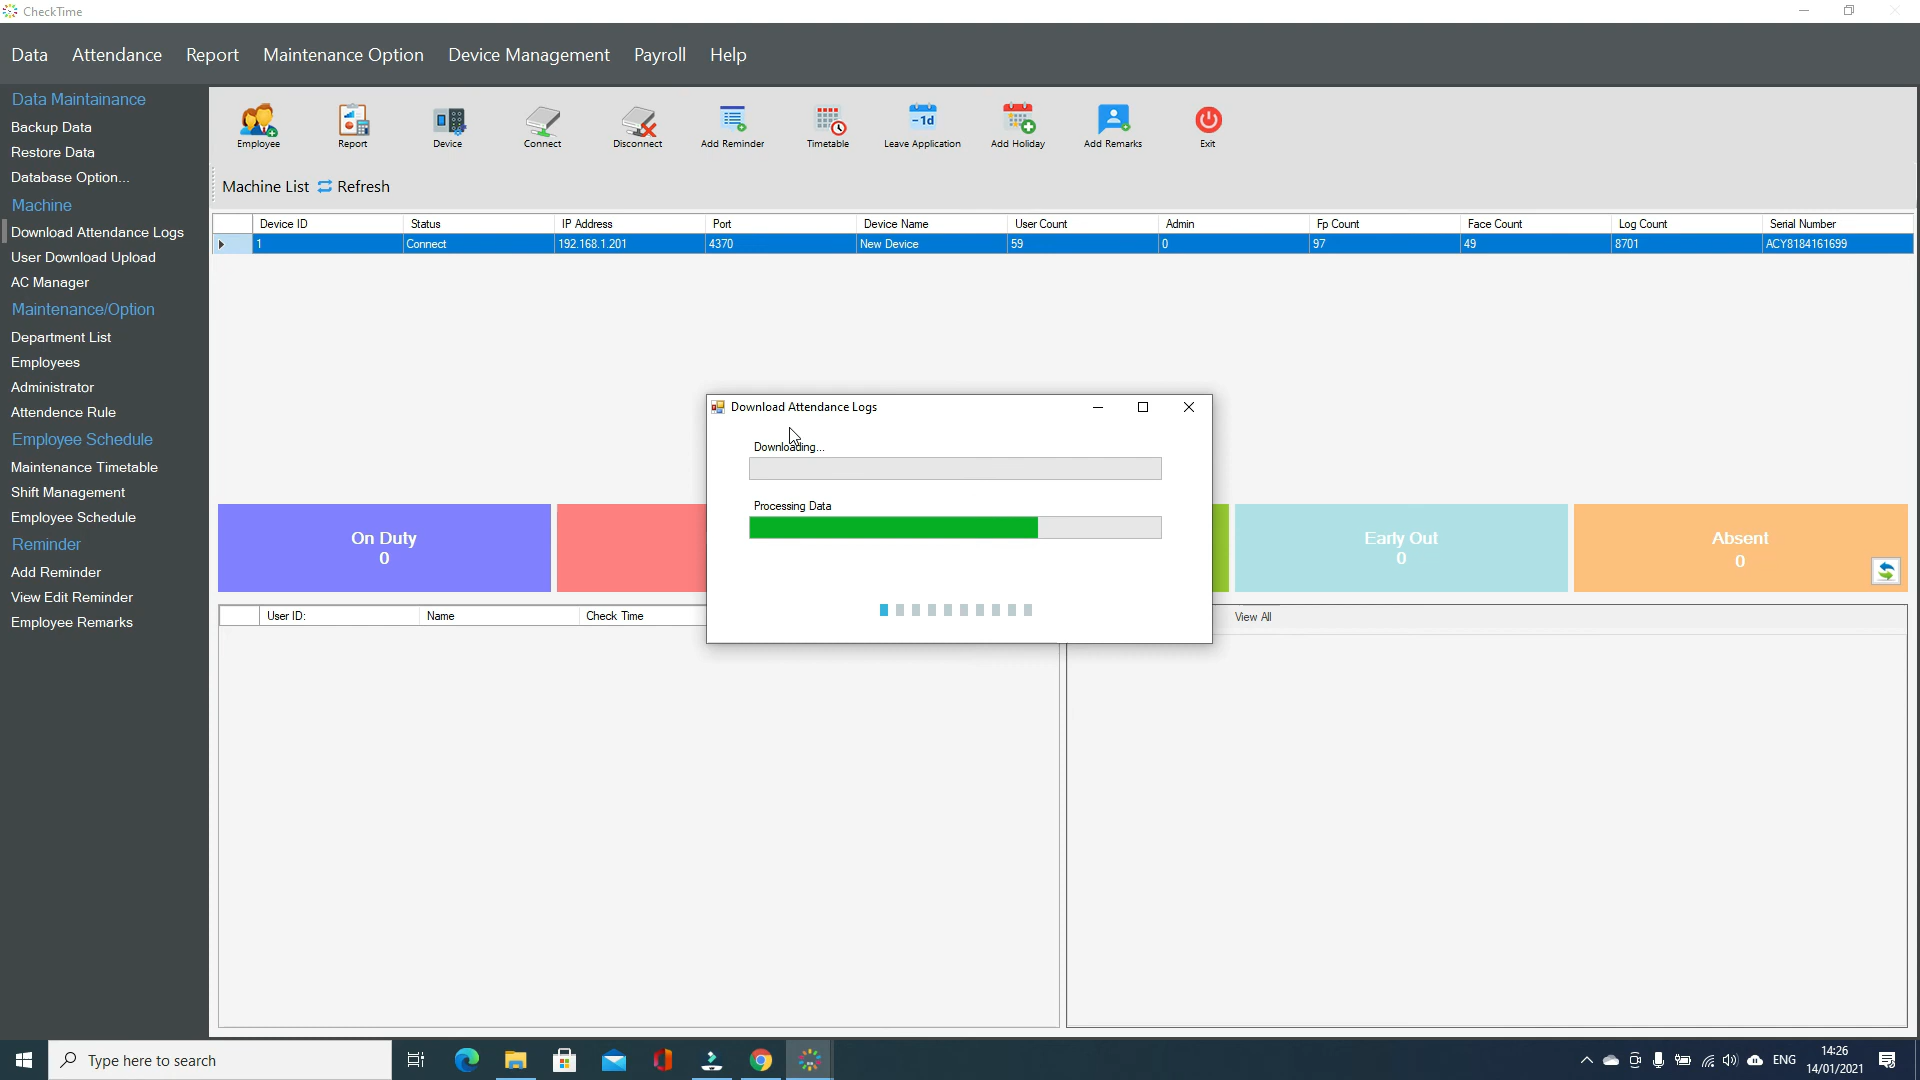 CheckTime
Data Attendance Report Maintenance Option Device Management Payroll Help
Data Maintainance
Backup Data
Restore Data
Database Option...
Machine
Download Attendance Logs
User Download Upload
AC Manager
Maintenance/Option
Department List
Employees
Administrator
Attendence Rule
Employee Schedule
Maintenance Timetable
Shift Management
Employee Schedule
Reminder
Add Reminder
View Edit Reminder
Employee Remarks
Employee Report Device Connect Disconnect Add Reminder Timetable -1d Leave Application Add Holiday Add Remarks Exit
Machine List Refresh
Device ID Status IP Address Port Device Name User Count Admin Fp Count Face Count Log Count Serial Number
1 Connect 192.168.1.201 4370 New Device 59 0 97 49 8701 ACY8184161699
Download Attendance Logs
Downloading...
Processing Data
On Duty
0
Early Out
0
Absent
0
User ID: Name Check Time
View All
Type here to search
ENG
14:26
14/01/2021